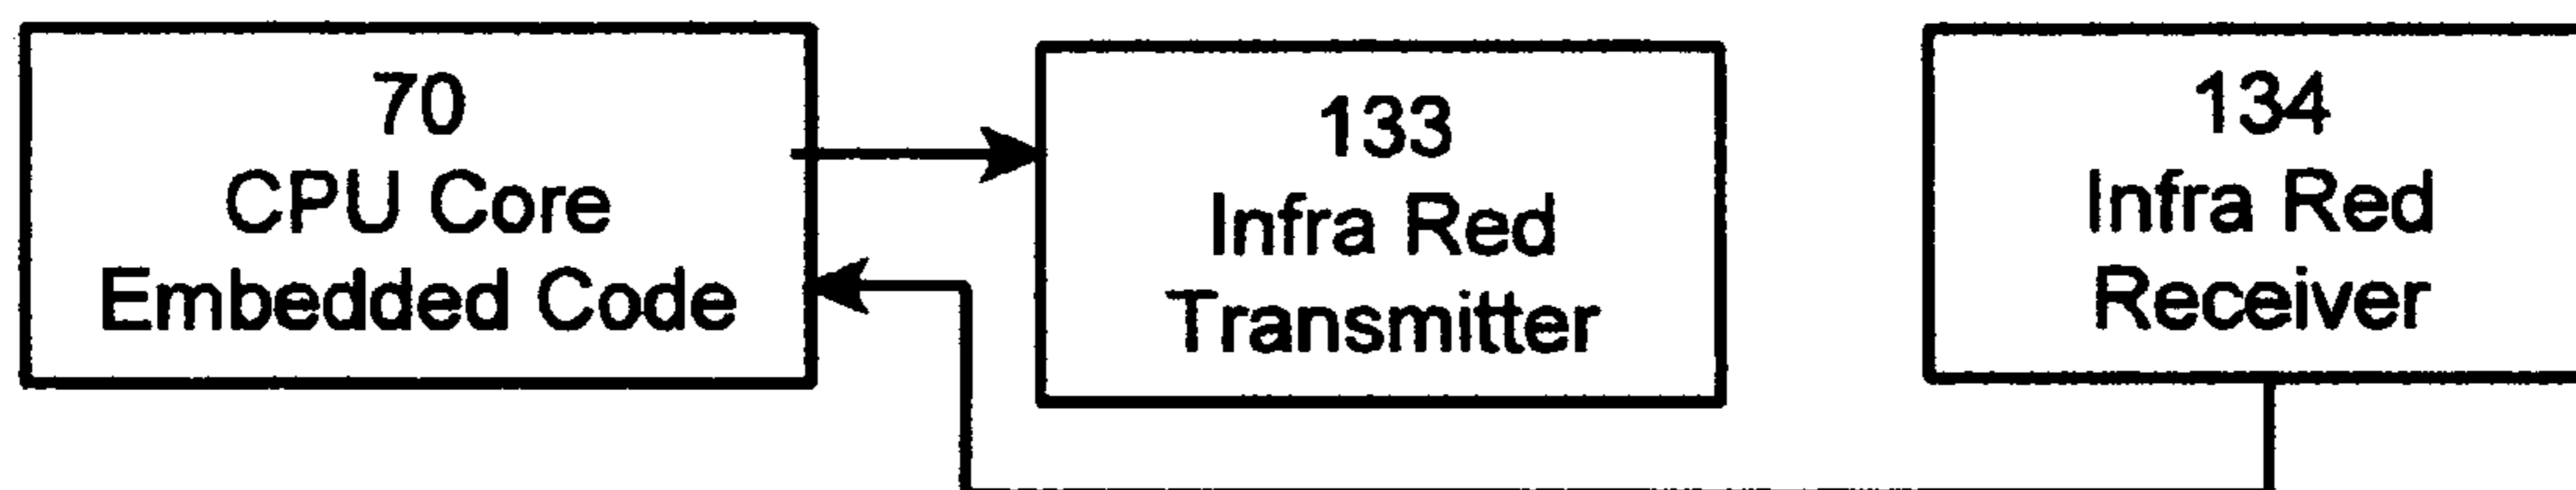 70
CPU Core
Embedded Code
133
Infra Red
Transmitter
134
Infra Red
Receiver